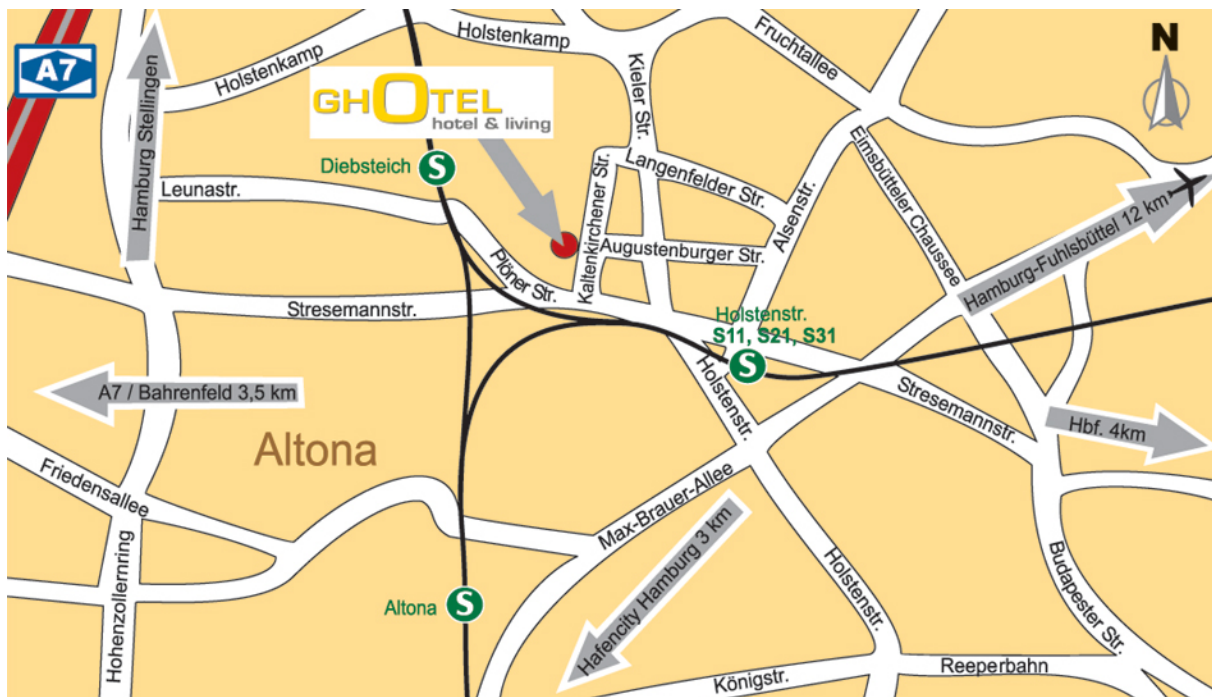 A7
Hamburg Stellingen
Holstenkamp
Holstenkamp
Kieler Str.
Fruchtallee
N
GHOTEL
hotel & living
Diebsteich
S
Leunastr.
Kaltenkirchener Str.
Langenfelder Str.
Alsenstr.
Eimsbütteler Chaussee
Hamburg-Fuhlsbüttel 12 km
Augustenburger Str.
Plöner Str.
Stresemannstr.
Holstenstr.
S11, S21, S31
S
A7 / Bahrenfeld 3,5 km
Holstenstr.
Stresemannstr.
Hbf. 4km
Altona
Friedensallee
Max-Brauer-Allee
Hafencity Hamburg 3 km
Holstenstr.
Budapester Str.
Hohenzollernring
Altona
S
Königstr.
Reeperbahn